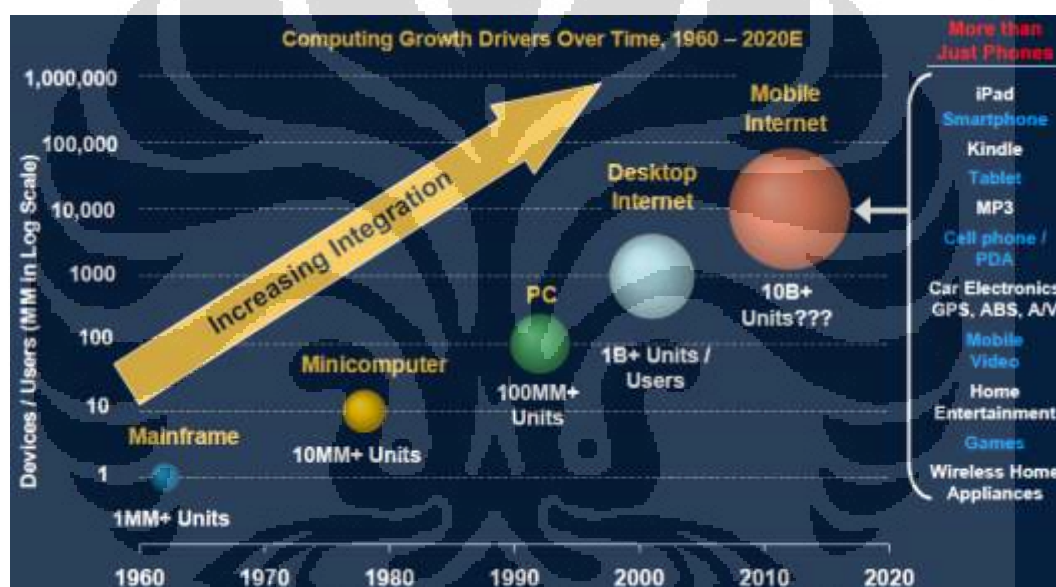 Computing Growth Drivers Over Time, 1960 – 2020E
Devices / Users (MM in Log Scale)
1,000,000
100,000
10,000
1000
100
10
1
Increasing Integration
Mainframe
1MM+ Units
Minicomputer
10MM+ Units
PC
100MM+
Units
Desktop
Internet
1B+ Units /
Users
Mobile
Internet
10B+
Units???
1960
1970
1980
1990
2000
2010
2020
More than
Just Phones
iPad
Smartphone
Kindle
Tablet
MP3
Cell phone /
PDA
Car Electronics
GPS, ABS, A/V
Mobile
Video
Home
Entertainment
Games
Wireless Home
Appliances